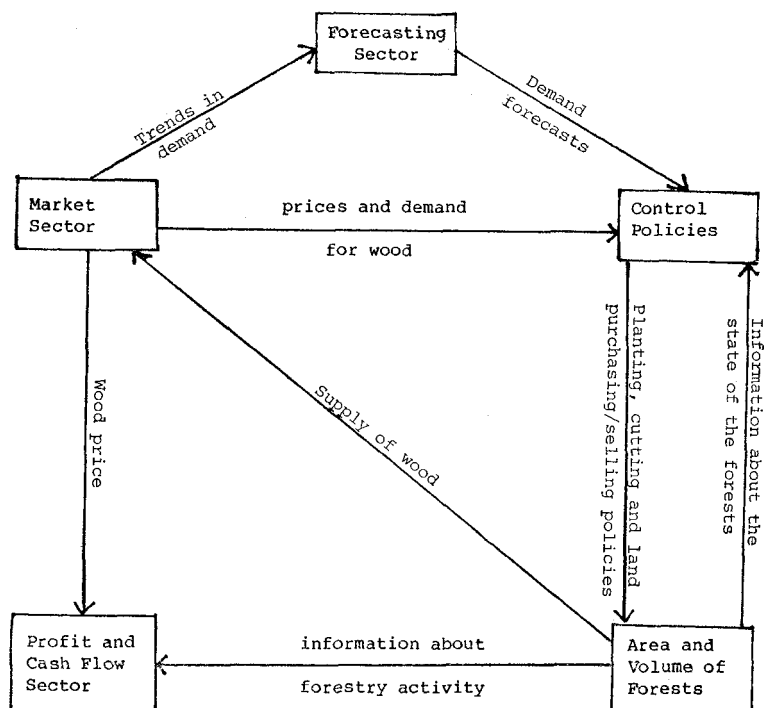 Forecasting
Sector
Trends in
demand
Demand
forecasts
Market
Sector
prices and demand
for wood
Control
Policies
Wood price
Supply of wood
Planting, cutting and land
purchasing/selling policies
Information about the
state of the forests
Profit and
Cash Flow
Sector
information about
forestry activity
Area and
Volume of
Forests